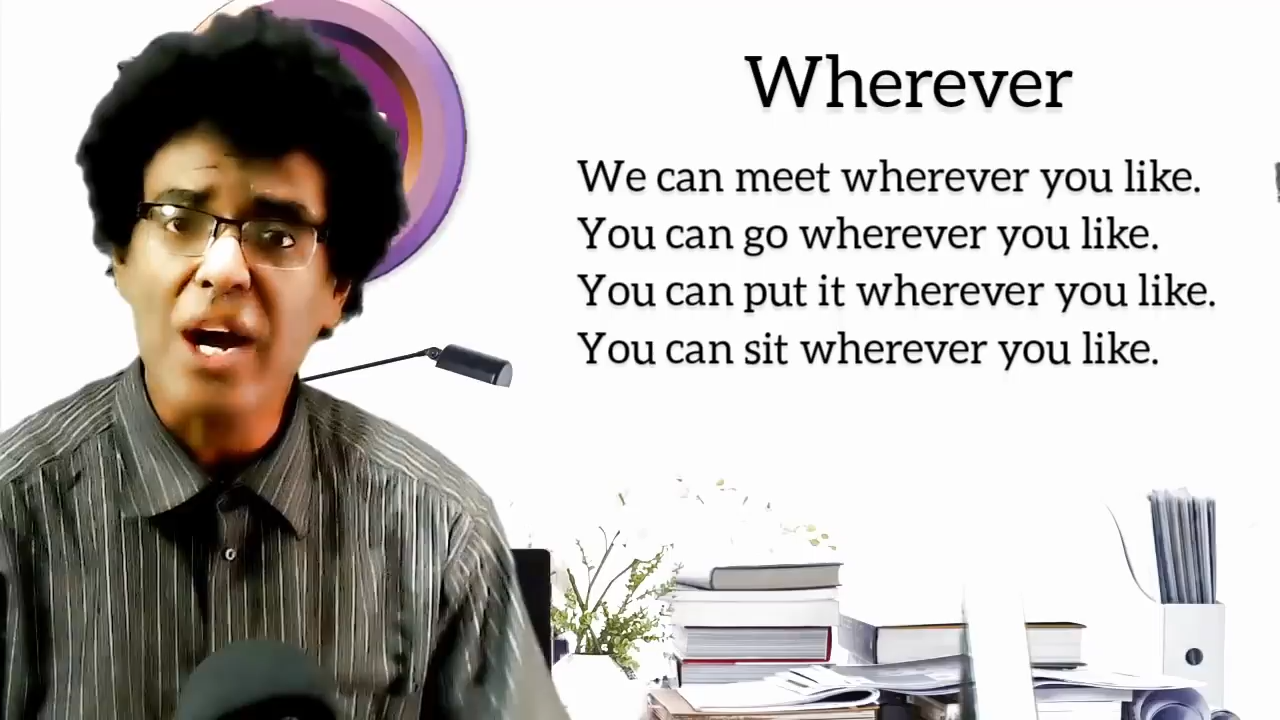 Wherever
We can meet wherever you like.
You can go wherever you like.
You can put it wherever you like.
You can sit wherever you like.